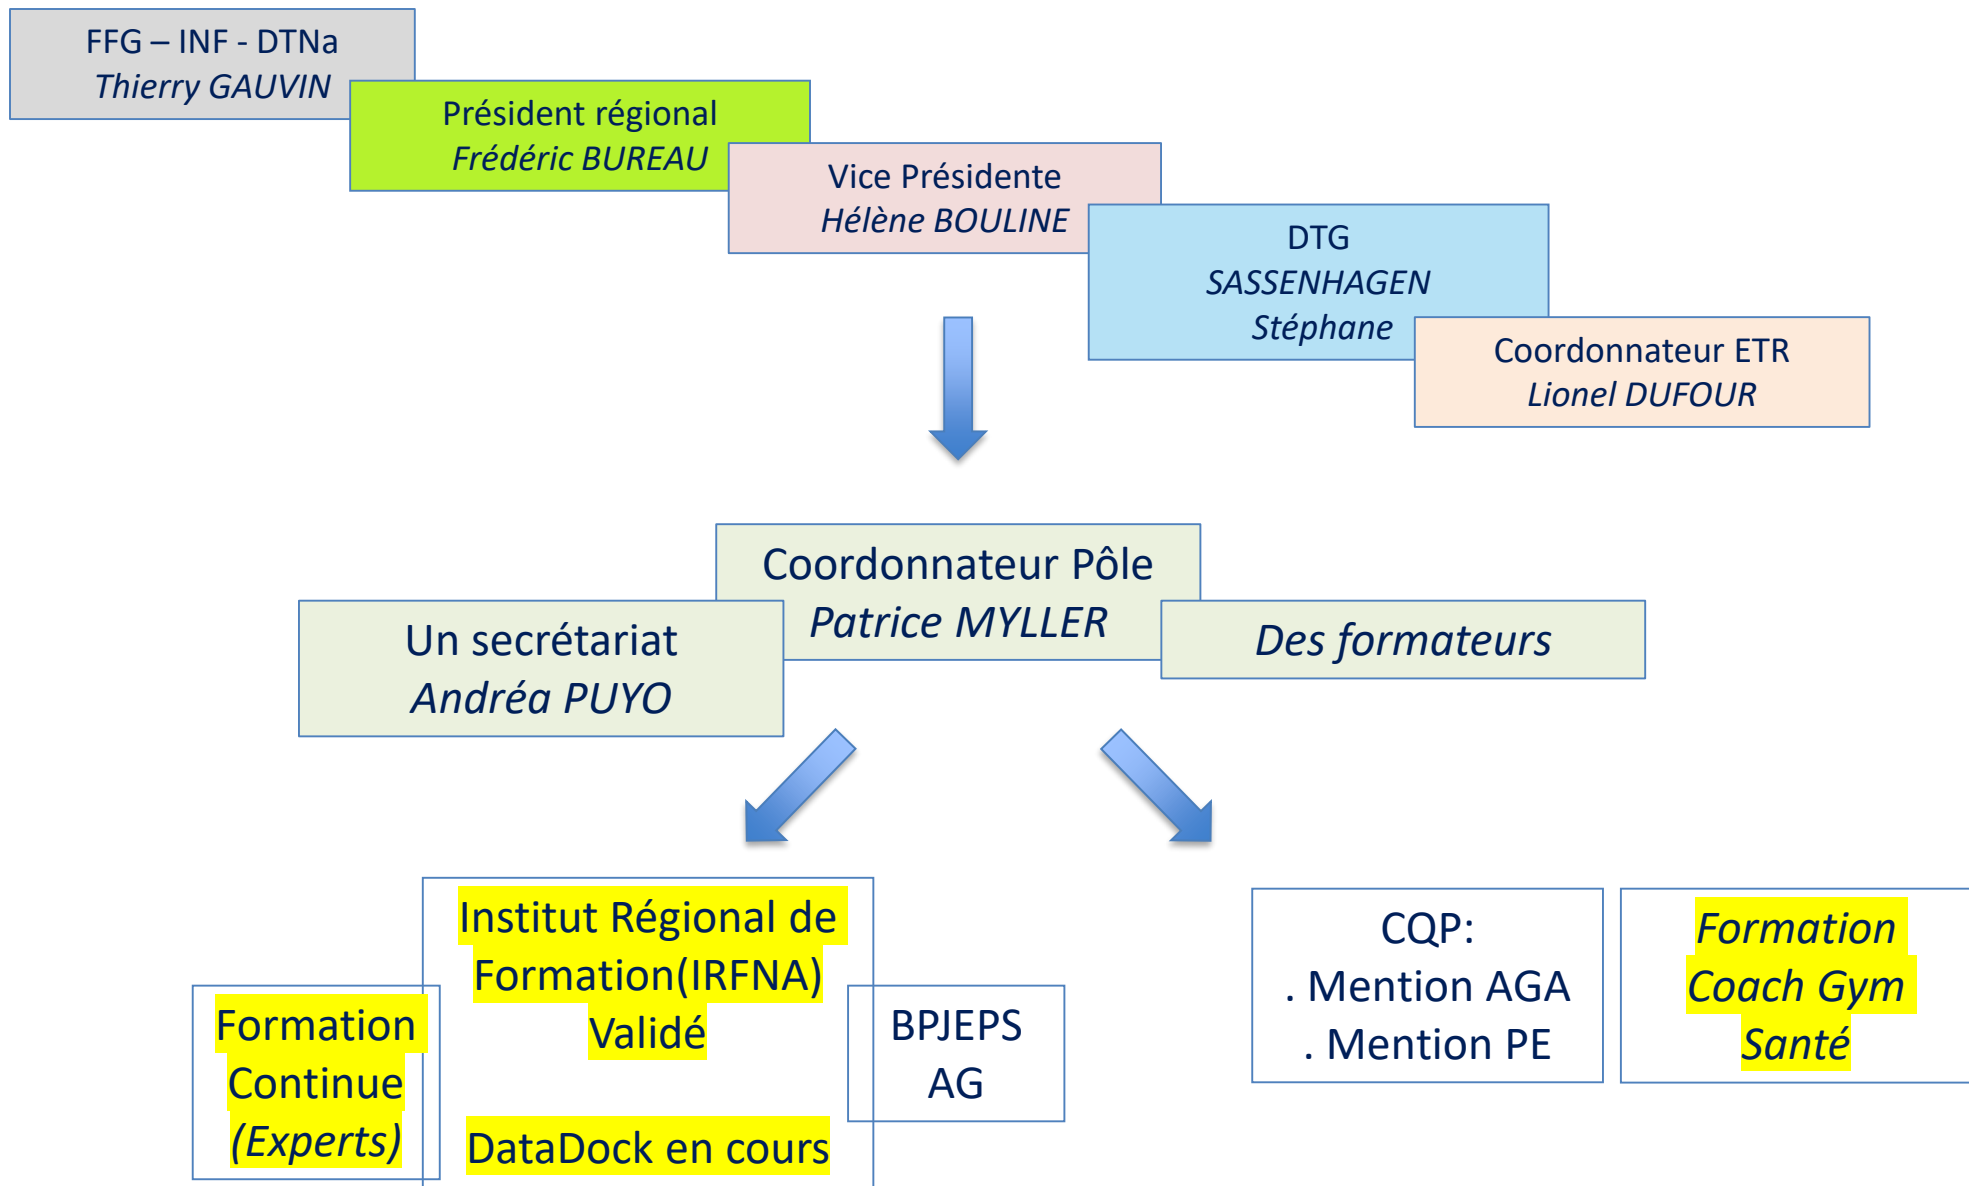 FFG – INF - DTNa
Thierry GAUVIN
Président régional
Frédéric BUREAU
Vice Présidente
Hélène BOULINE
DTG
SASSENHAGEN
Stéphane
Coordonnateur ETR
Lionel DUFOUR
Coordonnateur Pôle
Patrice MYLLER
Un secrétariat
Andréa PUYO
Des formateurs
Formation
Continue
(Experts)
Institut Régional de
Formation(IRFNA)
Validé
DataDock en cours
BPJEPS
AG
CQP:
. Mention AGA
. Mention PE
Formation
Coach Gym
Santé